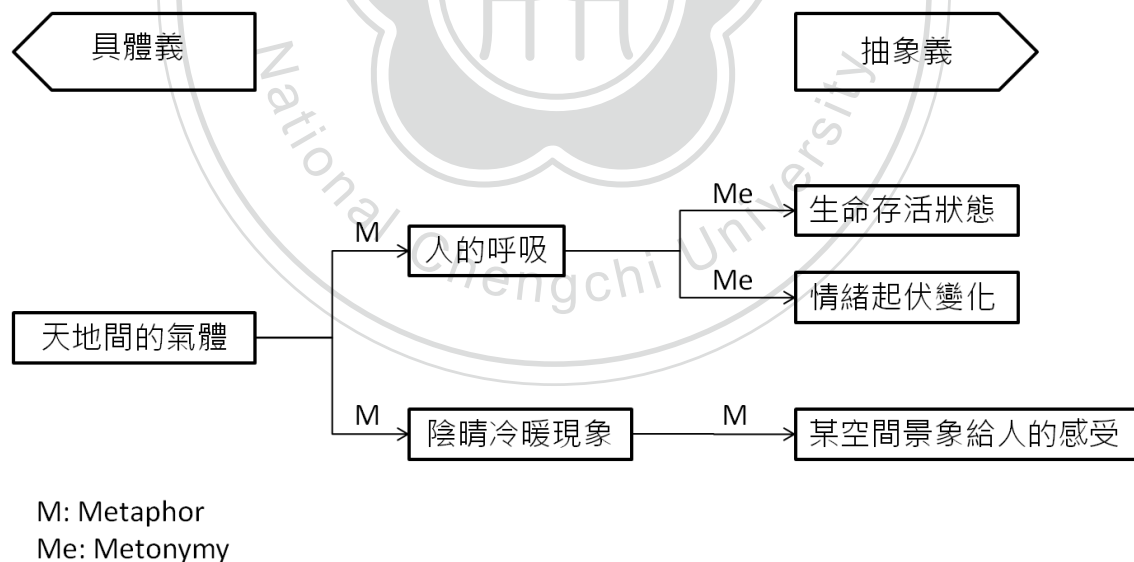 具體義
抽象義
National Chengchi University
Me
生命存活狀態
M
人的呼吸
Me
情緒起伏變化
天地間的氣體
M
陰晴冷暖現象
M
某空間景象給人的感受
M: Metaphor
Me: Metonymy